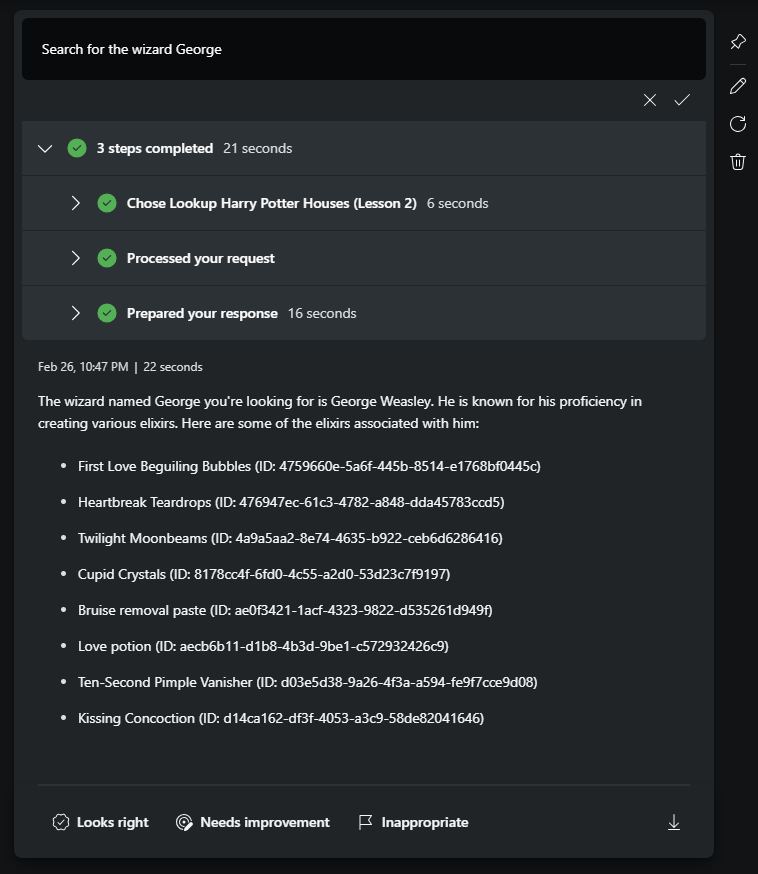 Search for the wizard George
3 steps completed 21 seconds
Chose Lookup Harry Potter Houses (Lesson 2) 6 seconds
Processed your request
Prepared your response 16 seconds
Feb 26, 10:47 PM | 22 seconds
The wizard named George you're looking for is George Weasley. He is known for his proficiency in
creating various elixirs. Here are some of the elixirs associated with him:
• First Love Beguiling Bubbles (ID: 4759660e-5a6f-445b-8514-e1768bf0445c)
• Heartbreak Teardrops (ID: 476947ec-61c3-4782-a848-dda45783ccd5)
• Twilight Moonbeams (ID: 4a9a5aa2-8e74-4635-b922-ceb6d6286416)
• Cupid Crystals (ID: 8178cc4f-6fd0-4c55-a2d0-53d23c7f9197)
• Bruise removal paste (ID: ae0f3421-1acf-4323-9822-d535261d949f)
• Love potion (ID: aecb6b11-d1b8-4b3d-9be1-c572932426c9)
• Ten-Second Pimple Vanisher (ID: d03e5d38-9a26-4f3a-a594-fe9f7cce9d08)
• Kissing Concoction (ID: d14ca162-df3f-4053-a3c9-58de82041646)
Looks right Needs improvement Inappropriate